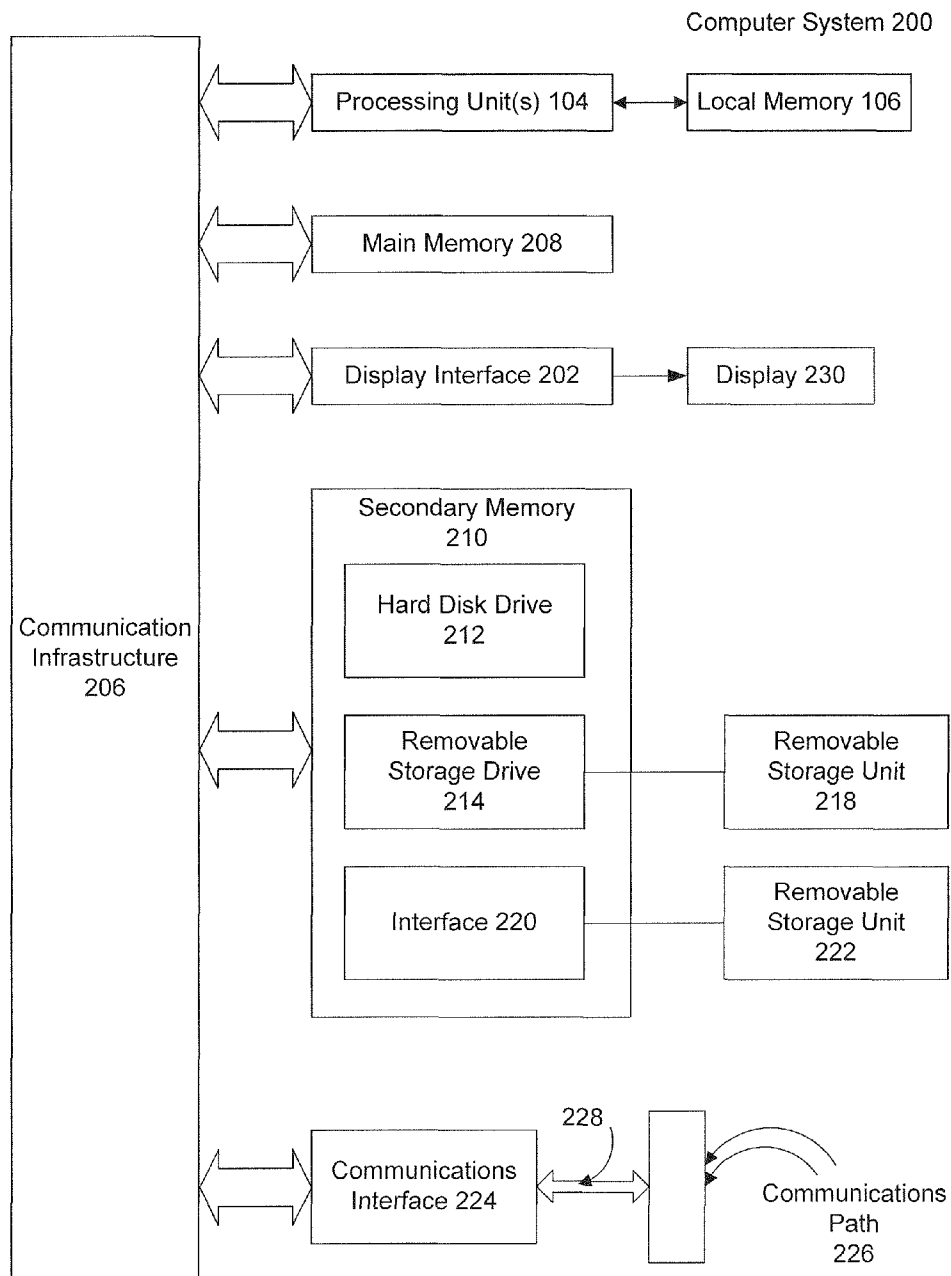 Computer System 200
Processing Unit(s) 104
Local Memory 106
Main Memory 208
Display Interface 202
Display 230
Secondary Memory
210
Hard Disk Drive
212
Communication
Infrastructure
206
Removable
Storage Drive
214
Removable
Storage Unit
218
Interface 220
Removable
Storage Unit
222
228
Communications
Interface 224
Communications
Path
226